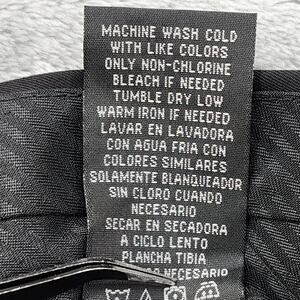 MACHINE WASH COLD
WITH LIKE COLORS
ONLY NON-CHLORINE
BLEACH IF NEEDED
TUMBLE DRY LOW
WARM IRON IF NEEDED
LAVAR EN LAVADORA
CON AGUA FRIA CON
COLORES SIMILARES
SOLAMENTE BLANQUEADOR
SIN CLORO CUANDO
NECESARIO
SECAR EN SECADORA
A CICLO LENTO
PLANCHA TIBIA
NECESARIO